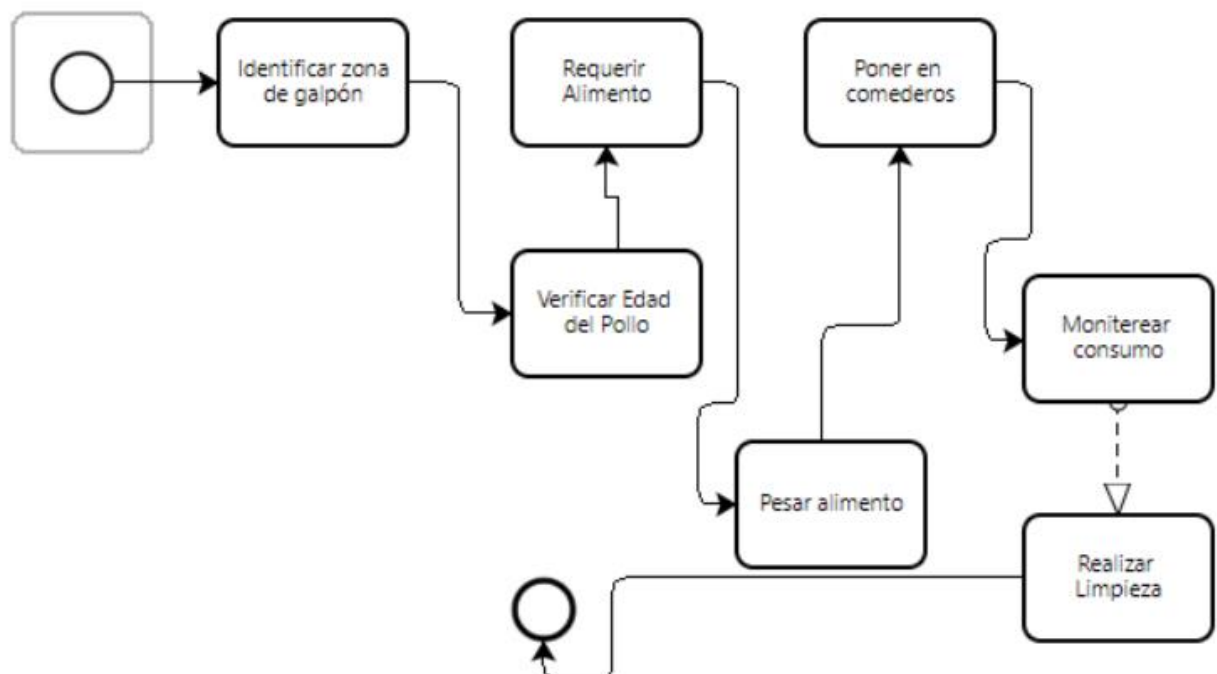 Identificar zona
de galpón
Requerir
Alimento
Poner en
comederos
Verificar Edad
del Pollo
Moniterear
consumo
Pesar alimento
Realizar
Limpieza